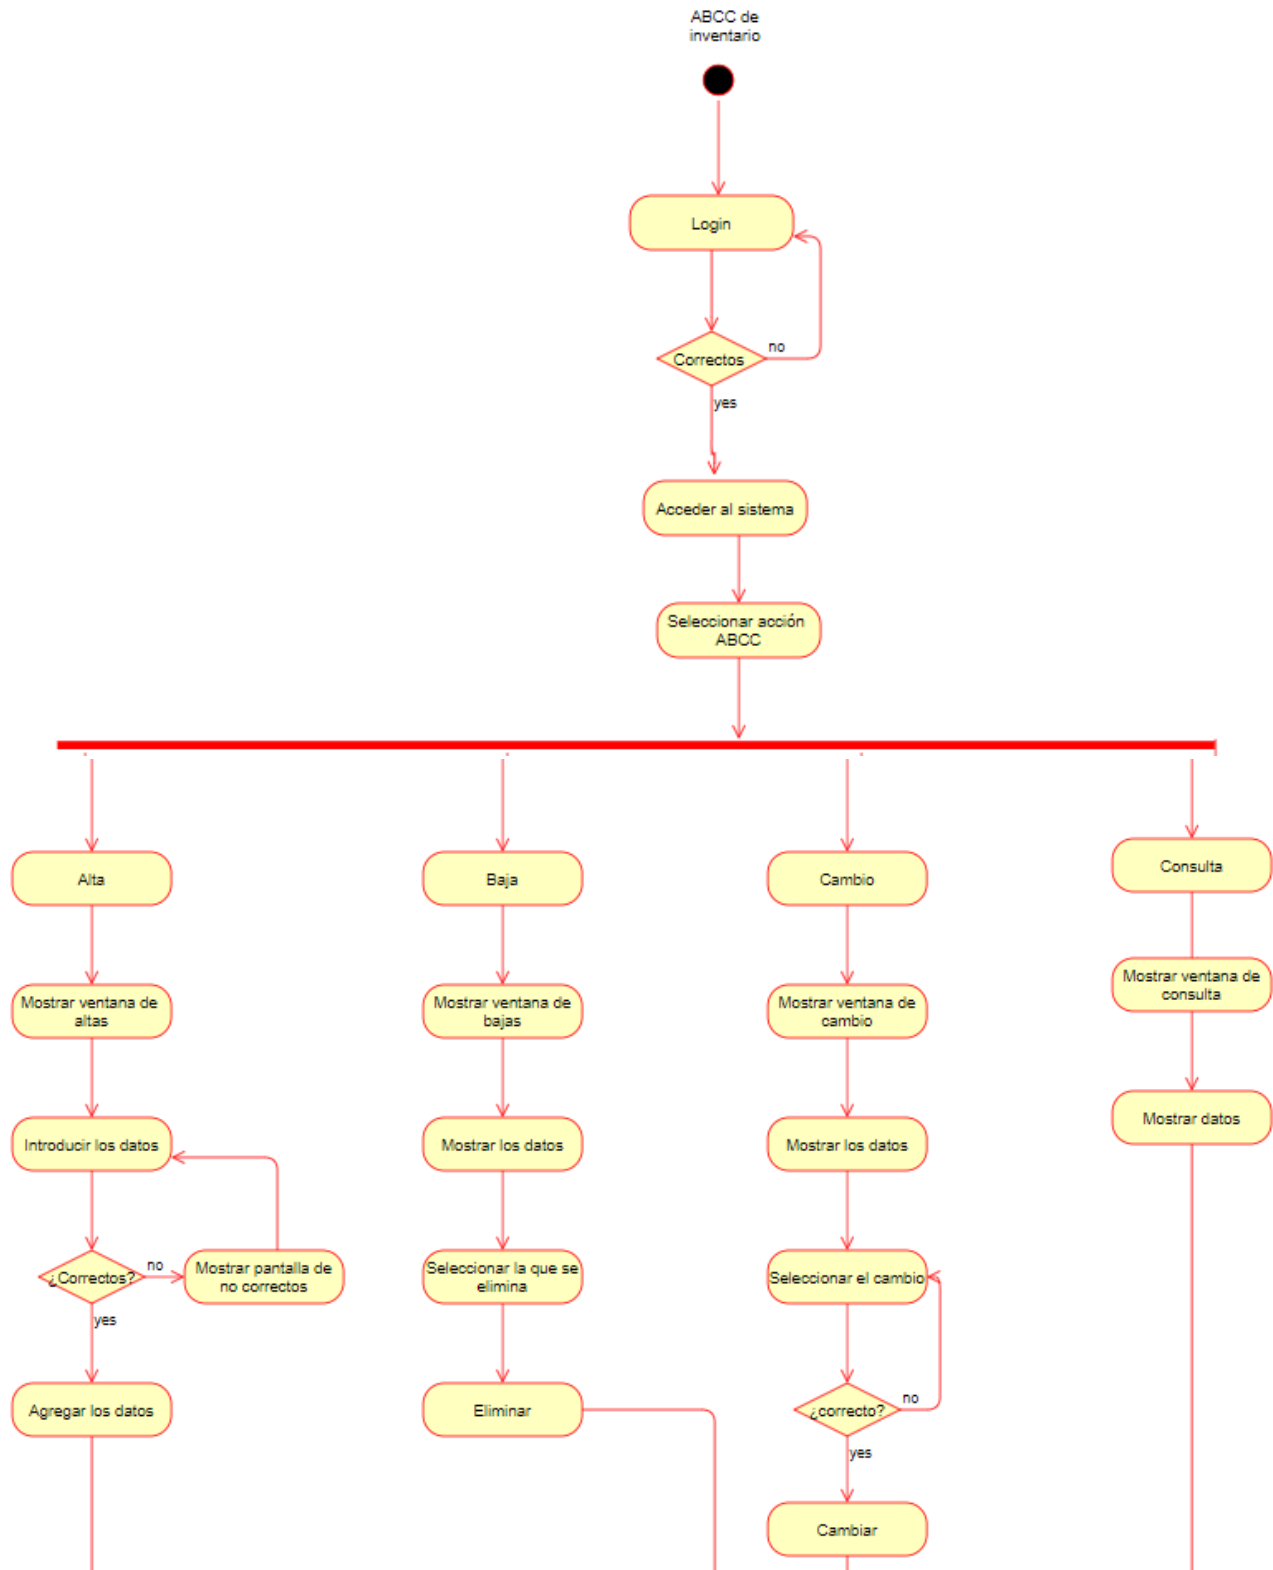 ABCC de
inventario
Login
Correctos
no
yes
Acceder al sistema
Seleccionar acción
ABCC
Alta
Baja
Cambio
Consulta
Mostrar ventana de
altas
Mostrar ventana de
bajas
Mostrar ventana de
cambio
Mostrar ventana de
consulta
Introducir los datos
Mostrar los datos
Mostrar los datos
Mostrar datos
¿Correctos?
no
Mostrar pantalla de
no correctos
yes
Seleccionar la que se
elimina
Seleccionar el cambio
Agregar los datos
Eliminar
¿correcto?
no
yes
Cambiar